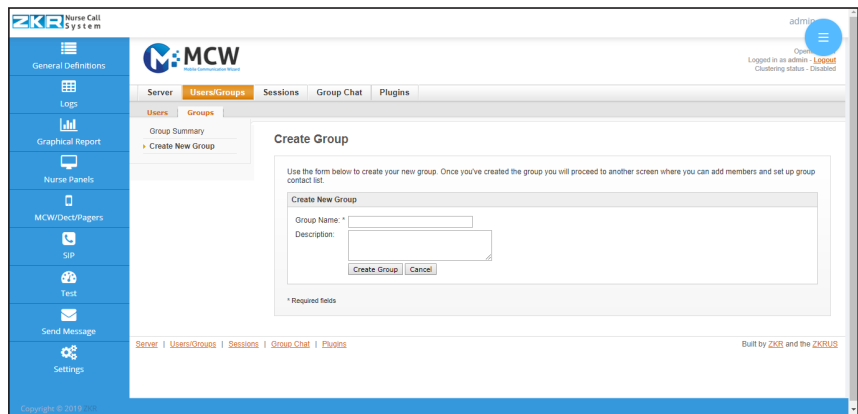 ZKR Nurse Call
System
admin
General Definitions
Logs
Graphical Report
Nurse Panels
MCW/Dect/Pagers
SIP
Test
Send Message
Settings
Copyright © 2019
MCW
Mobile Communication Wizard
Logged in as admin - Logout
Clustering status - Disabled
Server Users/Groups Sessions Group Chat Plugins
Users Groups
Group Summary
Create New Group
Create Group
Use the form below to create your new group. Once you've created the group you will proceed to another screen where you can add members and set up group
contact list.
Create New Group
Group Name: *
Description:
Create Group Cancel
* Required fields
Server | Users/Groups | Sessions | Group Chat | Plugins
Built by ZKR and the ZKRUS